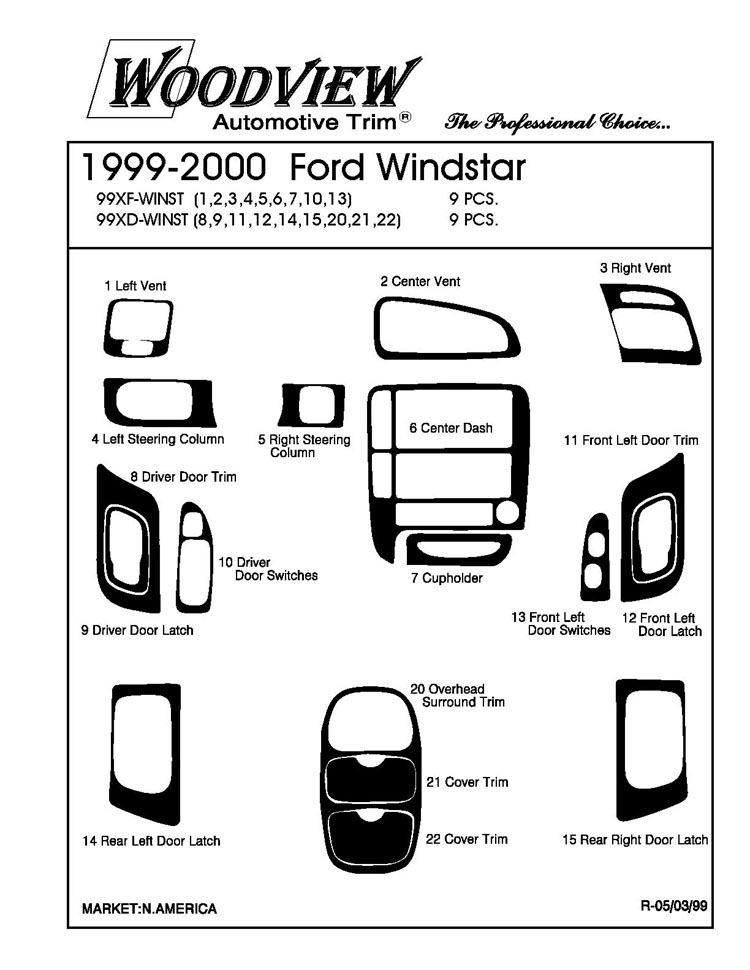 WOODVIEW
Automotive Trim®
The Professional Choice...
1999-2000 Ford Windstar
99XF-WINST (1,2,3,4,5,6,7,10,13) 9 PCS.
99XD-WINST (8,9,11,12,14,15,20,21,22) 9 PCS.
1 Left Vent
2 Center Vent
3 Right Vent
4 Left Steering Column
5 Right Steering
Column
6 Center Dash
11 Front Left Door Trim
8 Driver Door Trim
10 Driver
Door Switches
7 Cupholder
13 Front Left
Door Switches
12 Front Left
Door Latch
9 Driver Door Latch
20 Overhead
Surround Trim
21 Cover Trim
22 Cover Trim
14 Rear Left Door Latch
15 Rear Right Door Latch
MARKET:N.AMERICA
R-05/03/99